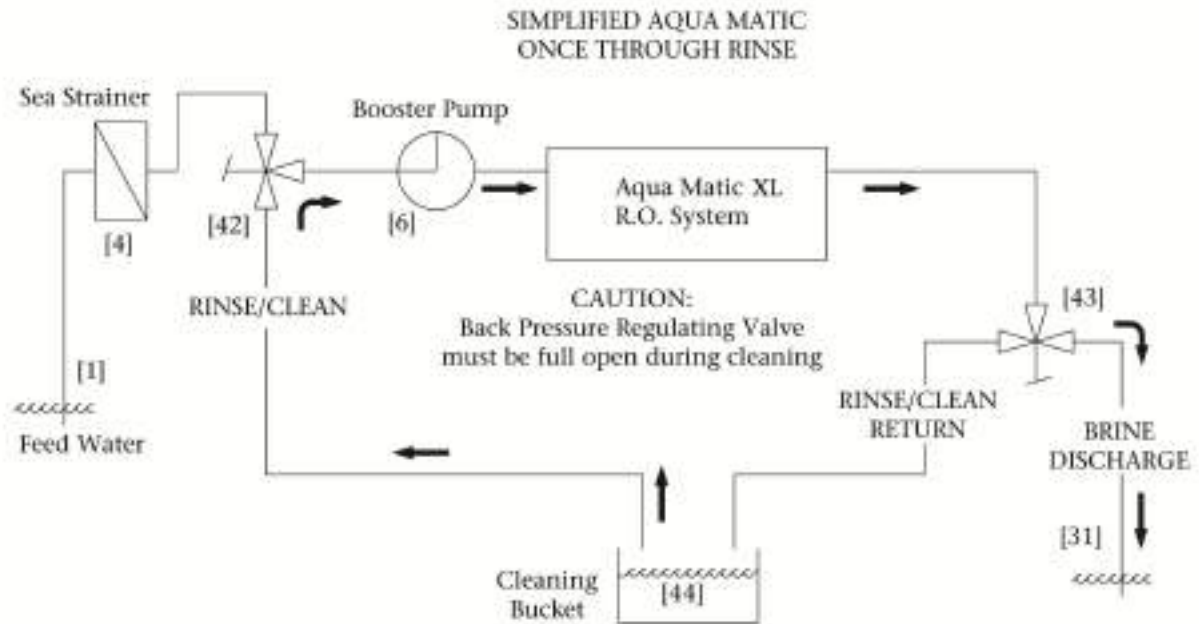 SIMPLIFIED AQUA MATIC
ONCE THROUGH RINSE
Sea Strainer
Booster Pump
Aqua Matic XL
R.O. System
[4]
[42]
[6]
RINSE/CLEAN
CAUTION:
Back Pressure Regulating Valve
must be full open during cleaning
[43]
[1]
Feed Water
RINSE/CLEAN
RETURN
BRINE
DISCHARGE
[31]
Cleaning
Bucket
[44]